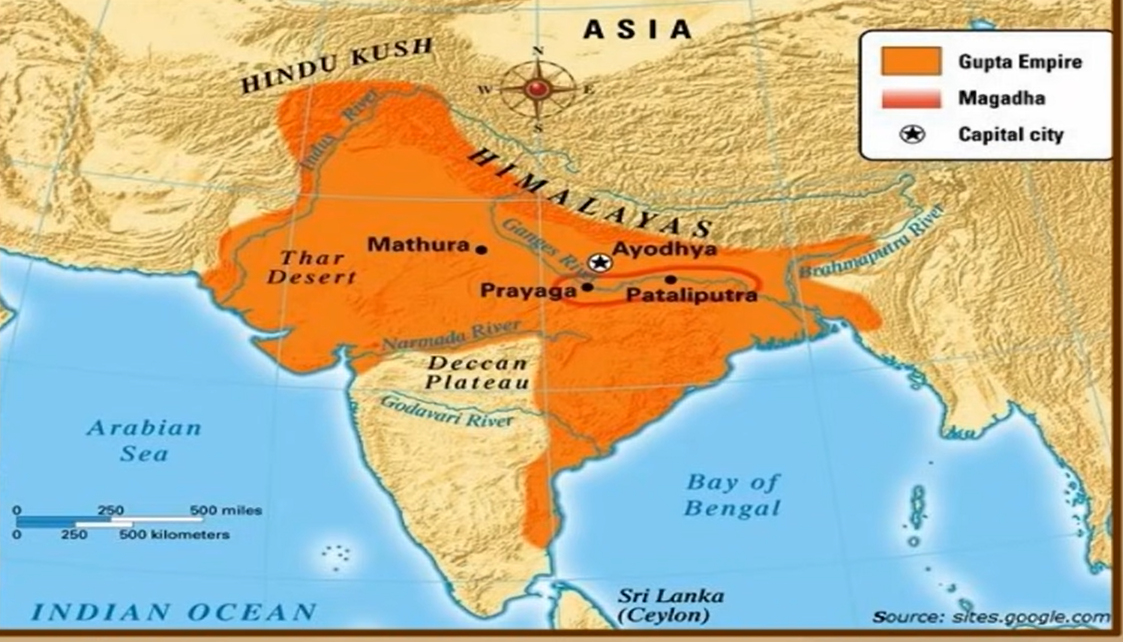 ASIA
HINDU KUSH
N
W
E
S
Gupta Empire
Magadha
Capital city
Indus River
HIMALAYAS
Ganges River
Mathura
Ayodhya
Thar
Desert
Brahmaputra River
Prayaga
Pataliputra
Narmada River
Deccan
Plateau
Godavari River
Arabian
Sea
Bay of
Bengal
0 250 500 miles
0 250 500 kilometers
INDIAN OCEAN
Sri Lanka
(Ceylon)
Source: sites.google.com